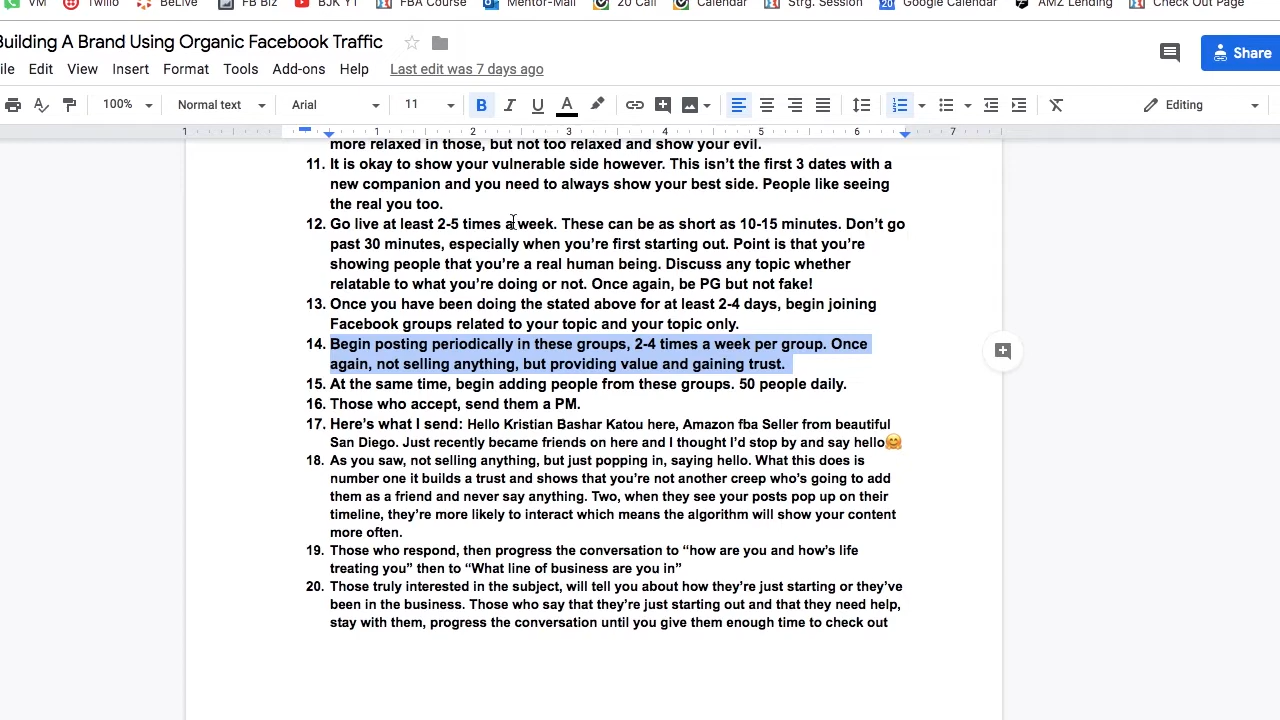 VM
Twilio
BeLive
FB Biz
BJK YT
FBA Course
Mentor-Mail
20 Call
Calendar
Strg. Session
Google Calendar
AMZ Lending
Check Out Page
Building A Brand Using Organic Facebook Traffic
Share
ile Edit View Insert Format Tools Add-ons Help Last edit was 7 days ago
100% Normal text Arial 11 B I U A Editing
1 1 2 3 4 5 6 7
more relaxed in those, but not too relaxed and show your evil.
11. It is okay to show your vulnerable side however. This isn’t the first 3 dates with a
new companion and you need to always show your best side. People like seeing
the real you too.
12. Go live at least 2-5 times a week. These can be as short as 10-15 minutes. Don’t go
past 30 minutes, especially when you’re first starting out. Point is that you’re
showing people that you’re a real human being. Discuss any topic whether
relatable to what you’re doing or not. Once again, be PG but not fake!
13. Once you have been doing the stated above for at least 2-4 days, begin joining
Facebook groups related to your topic and your topic only.
14. Begin posting periodically in these groups, 2-4 times a week per group. Once
again, not selling anything, but providing value and gaining trust.
15. At the same time, begin adding people from these groups. 50 people daily.
16. Those who accept, send them a PM.
17. Here’s what I send: Hello Kristian Bashar Katou here, Amazon fba Seller from beautiful
San Diego. Just recently became friends on here and I thought I’d stop by and say hello🤗
18. As you saw, not selling anything, but just popping in, saying hello. What this does is
number one it builds a trust and shows that you’re not another creep who’s going to add
them as a friend and never say anything. Two, when they see your posts pop up on their
timeline, they’re more likely to interact which means the algorithm will show your content
more often.
19. Those who respond, then progress the conversation to “how are you and how’s life
treating you” then to “What line of business are you in”
20. Those truly interested in the subject, will tell you about how they’re just starting or they’ve
been in the business. Those who say that they’re just starting out and that they need help,
stay with them, progress the conversation until you give them enough time to check out